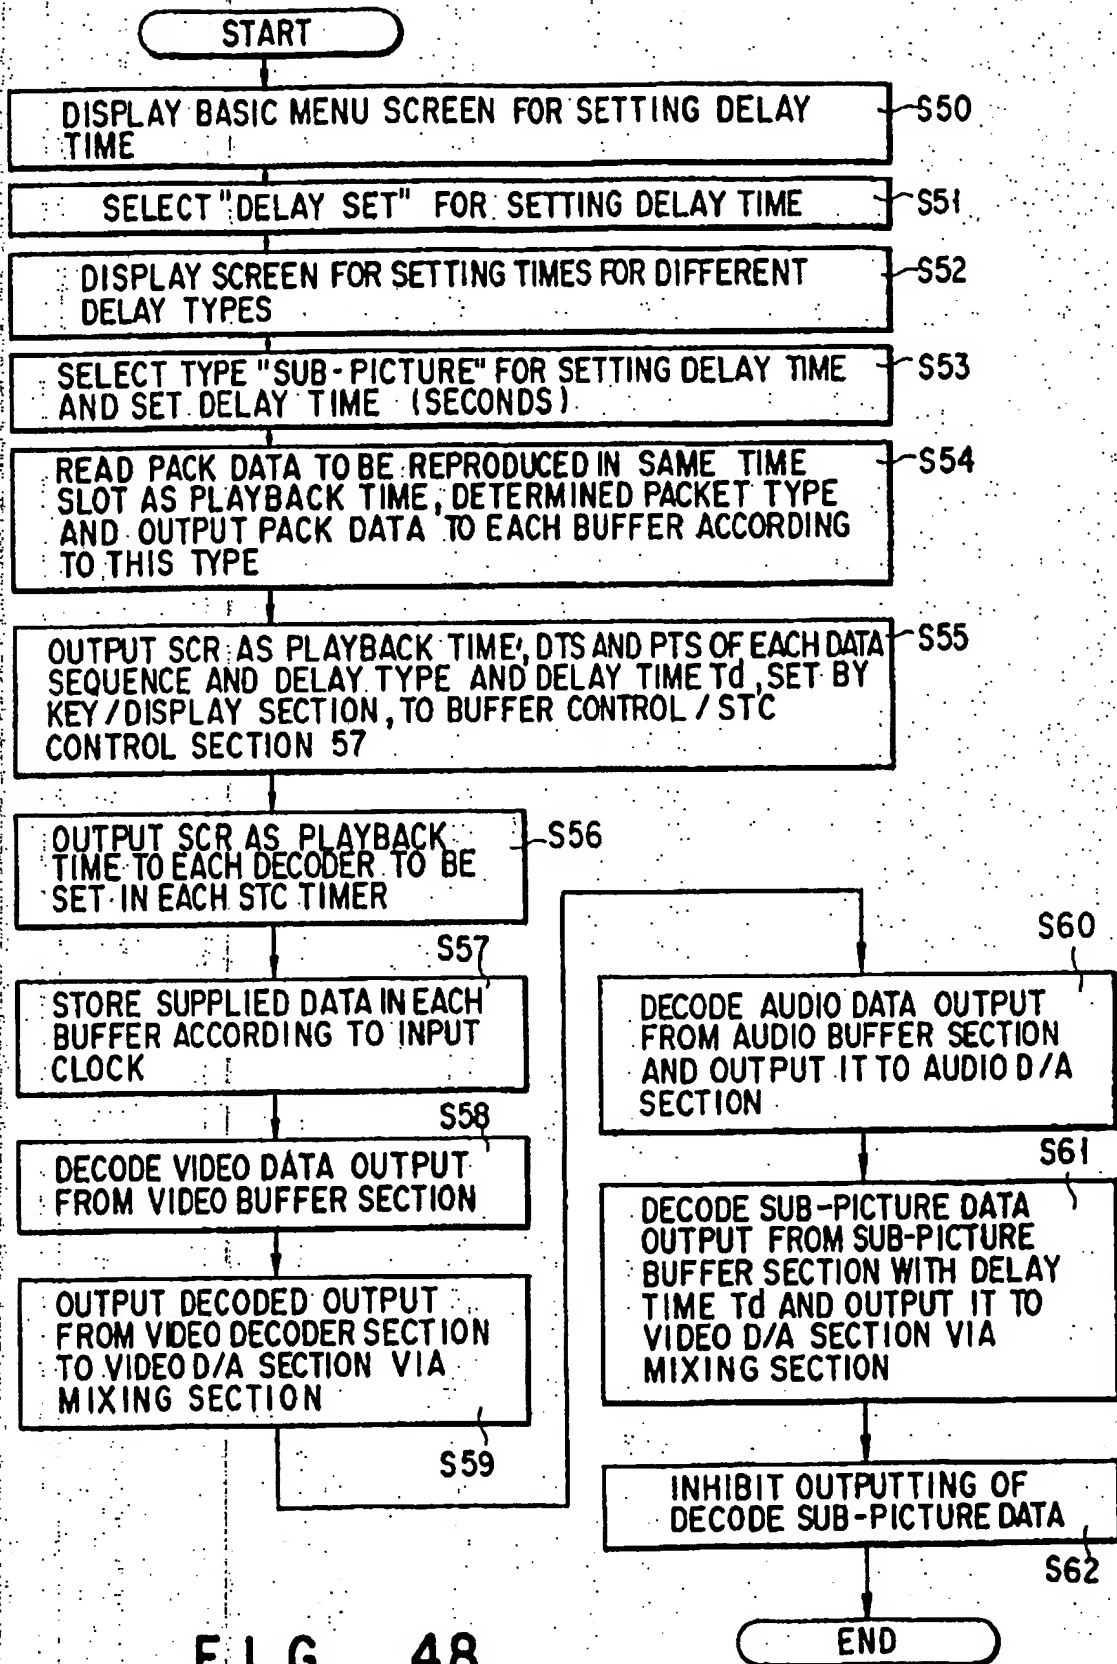 START
DISPLAY BASIC MENU SCREEN FOR SETTING DELAY
TIME
S50
SELECT "DELAY SET" FOR SETTING DELAY TIME
S51
DISPLAY SCREEN FOR SETTING TIMES FOR DIFFERENT
DELAY TYPES
S52
SELECT TYPE "SUB-PICTURE" FOR SETTING DELAY TIME
AND SET DELAY TIME (SECONDS)
S53
READ PACK DATA TO BE REPRODUCED IN SAME TIME
SLOT AS PLAYBACK TIME, DETERMINED PACKET TYPE
AND OUTPUT PACK DATA TO EACH BUFFER ACCORDING
TO THIS TYPE
S54
OUTPUT SCR AS PLAYBACK TIME, DTS AND PTS OF EACH DATA
SEQUENCE AND DELAY TYPE AND DELAY TIME Td, SET BY
KEY/DISPLAY SECTION, TO BUFFER CONTROL / STC
CONTROL SECTION 57
S55
OUTPUT SCR AS PLAYBACK
TIME TO EACH DECODER TO BE
SET IN EACH STC TIMER
S56
S57
STORE SUPPLIED DATA IN EACH
BUFFER ACCORDING TO INPUT
CLOCK
S58
DECODE VIDEO DATA OUTPUT
FROM VIDEO BUFFER SECTION
OUTPUT DECODED OUTPUT
FROM VIDEO DECODER SECTION
TO VIDEO D/A SECTION VIA
MIXING SECTION
S59
S60
DECODE AUDIO DATA OUTPUT
FROM AUDIO BUFFER SECTION
AND OUTPUT IT TO AUDIO D/A
SECTION
S61
DECODE SUB-PICTURE DATA
OUTPUT FROM SUB-PICTURE
BUFFER SECTION WITH DELAY
TIME Td AND OUTPUT IT TO
VIDEO D/A SECTION VIA
MIXING SECTION
INHIBIT OUTPUTTING OF
DECODE SUB-PICTURE DATA
S62
END
FIG. 48